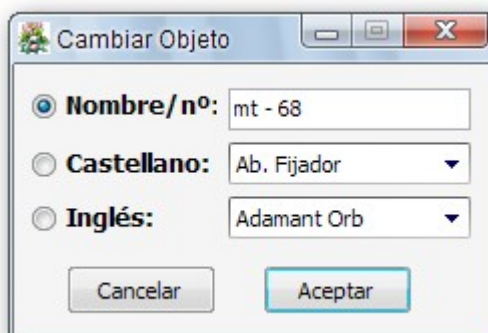 Cambiar Objeto
Nombre/nº: mt - 68
Castellano: Ab. Fijador
Inglés: Adamant Orb
Cancelar Aceptar